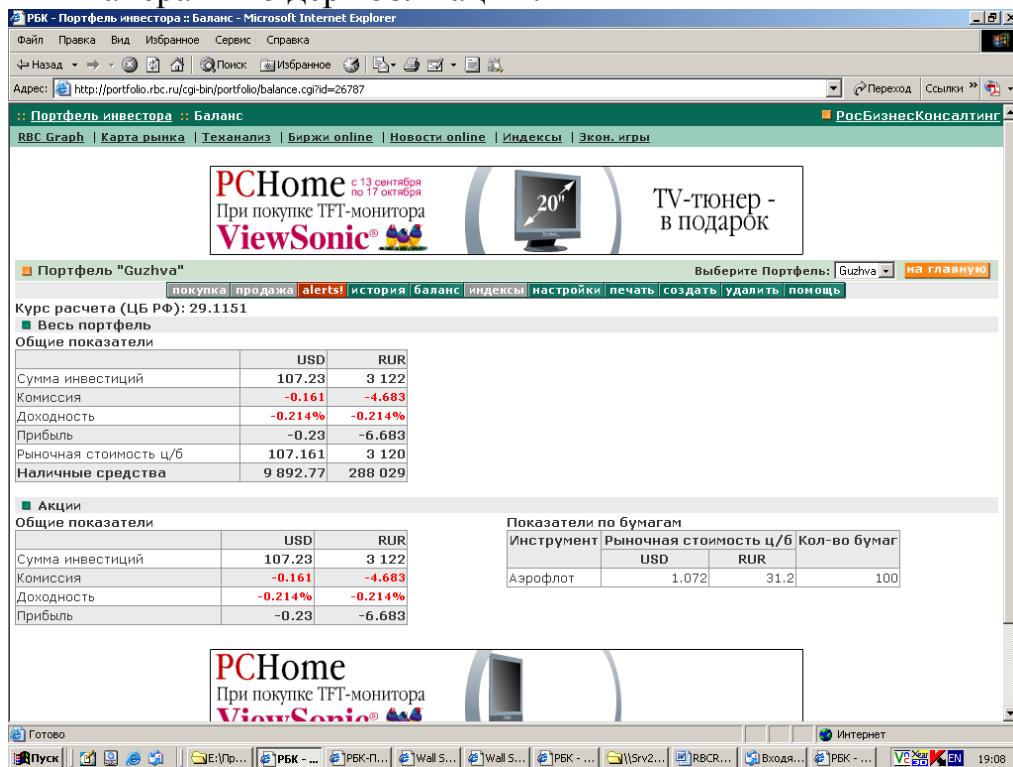 РБК - Портфель инвестора :: Баланс - Microsoft Internet Explorer
Файл Правка Вид Избранное Сервис Справка
Назад Поиск Избранное
Адрес: http://portfolio.rbc.ru/cgi-bin/portfolio/balance.cgi?id=26787 Переход Ссылки »
:: Портфель инвестора :: Баланс РосБизнесКонсалтинг
RBC Graph | Карта рынка | Теханализ | Биржи online | Новости online | Индексы | Экон. игры
PCHome с 13 сентября
по 17 октября
При покупке TFT-монитора
ViewSonic®
20"
TV-тюнер -
в подарок
Портфель "Guzhva" Выберите Портфель: Guzhva на главную
покупка продажа alerts! история баланс индексы настройки печать создать удалить помощь
Курс расчета (ЦБ РФ): 29.1151
Весь портфель
Общие показатели
USD RUR
Сумма инвестиций 107.23 3 122
Комиссия -0.161 -4.683
Доходность -0.214% -0.214%
Прибыль -0.23 -6.683
Рыночная стоимость ц/б 107.161 3 120
Наличные средства 9 892.77 288 029
Акции
Общие показатели
USD RUR
Сумма инвестиций 107.23 3 122
Комиссия -0.161 -4.683
Доходность -0.214% -0.214%
Прибыль -0.23 -6.683
Показатели по бумагам
Инструмент Рыночная стоимость ц/б Кол-во бумаг
USD RUR
Аэрофлот 1.072 31.2 100
PCHome
При покупке TFT-монитора
ViewSonic®
Готово Интернет
Пуск E:\Пр... РБК - ... РБК-П... Wall S... Wall S... РБК - ... \\Srv2... RBCR... Входя... РБК - ... EN 19:08